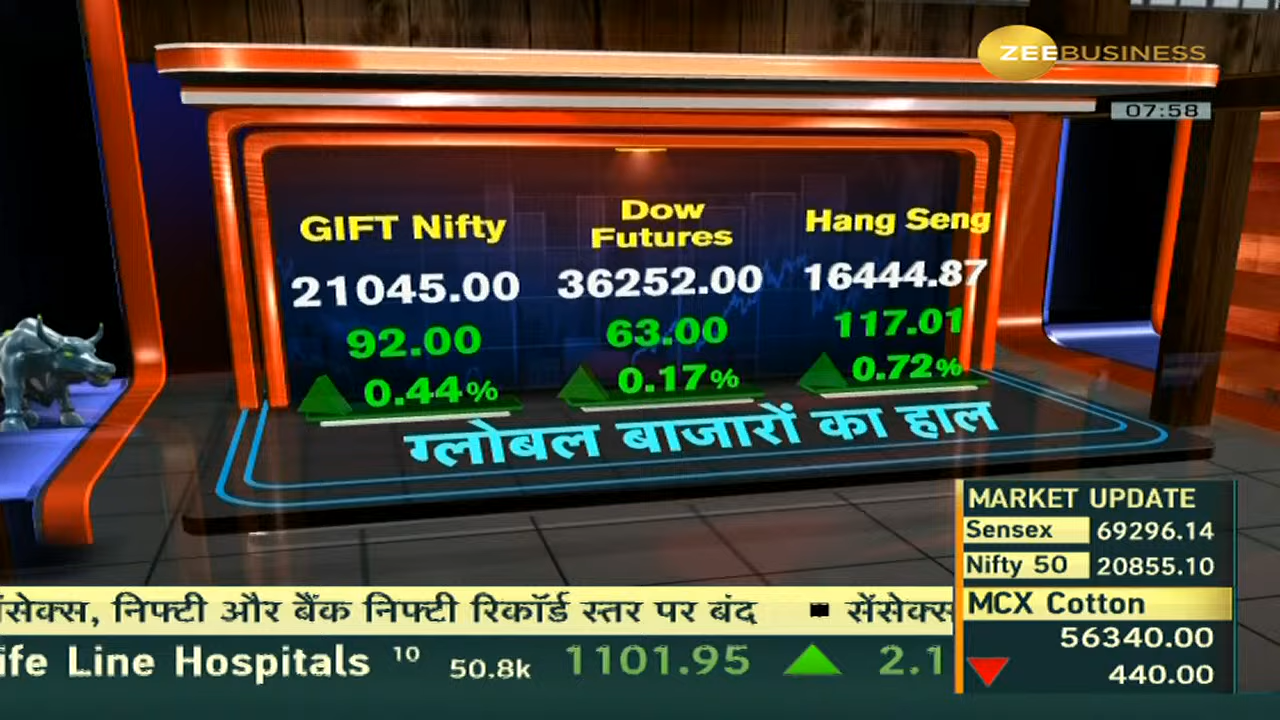 ZEEBUSINESS
07:58
GIFT Nifty
21045.00
92.00
0.44%
Dow
Futures
36252.00
63.00
0.17%
Hang Seng
16444.87
117.01
0.72%
ग्लोबल बाजारों का हाल
MARKET UPDATE
Sensex 69296.14
Nifty 50 20855.10
MCX Cotton
56340.00
440.00
सेंसेक्स, निफ्टी और बैंक निफ्टी रिकॉर्ड स्तर पर बंद ▪ सेंसेक्स
ife Line Hospitals 10 50.8k 1101.95 2.1